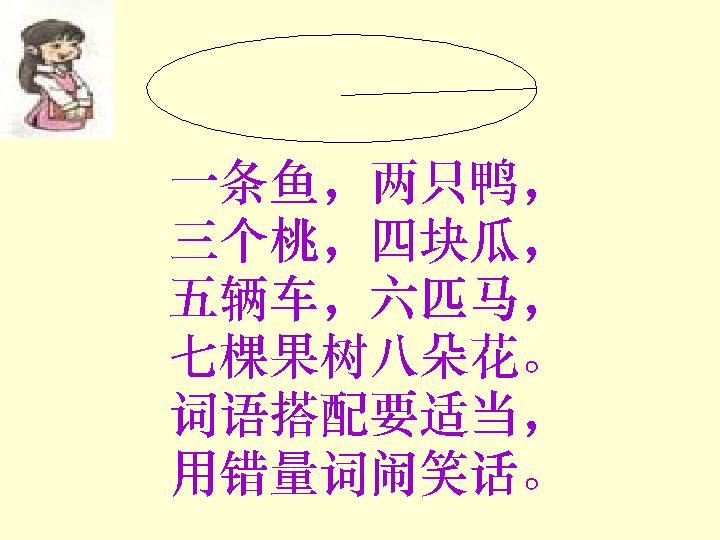 一条鱼，两只鸭，
三个桃，四块瓜，
五辆车，六匹马，
七棵果树八朵花。
词语搭配要适当，
用错量词闹笑话。